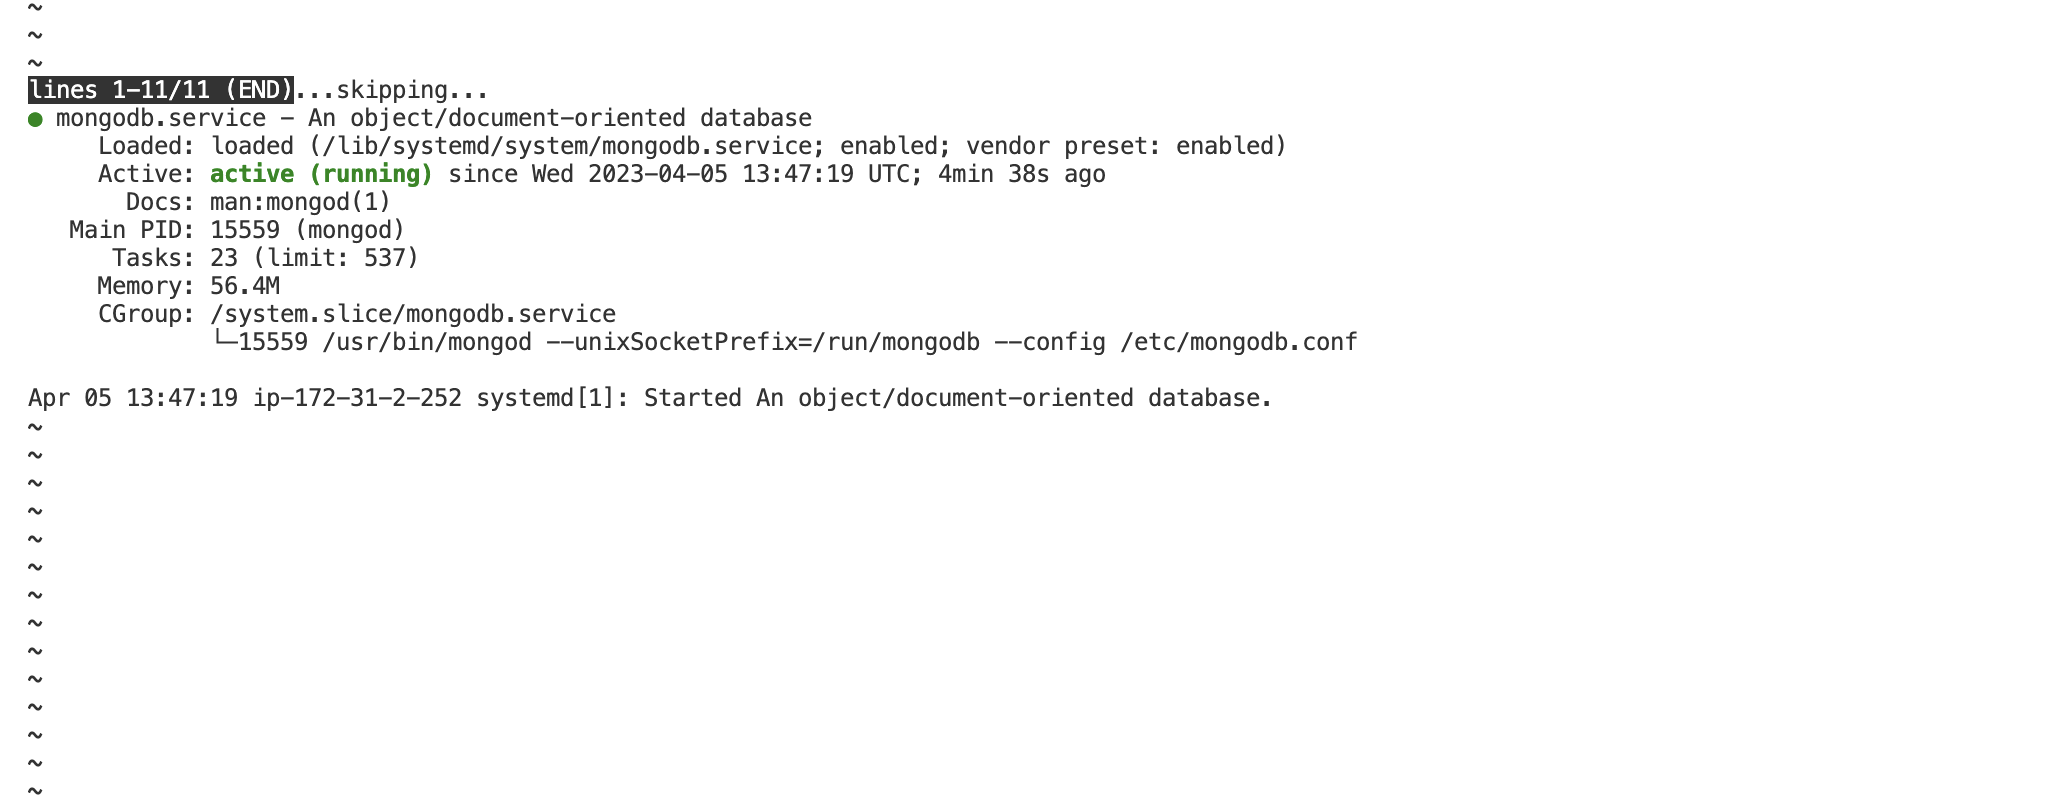 ~
~
~
lines 1-11/11 (END)...skipping...
● mongodb.service - An object/document-oriented database
     Loaded: loaded (/lib/systemd/system/mongodb.service; enabled; vendor preset: enabled)
     Active: active (running) since Wed 2023-04-05 13:47:19 UTC; 4min 38s ago
       Docs: man:mongod(1)
   Main PID: 15559 (mongod)
      Tasks: 23 (limit: 537)
     Memory: 56.4M
     CGroup: /system.slice/mongodb.service
             └─15559 /usr/bin/mongod --unixSocketPrefix=/run/mongodb --config /etc/mongodb.conf

Apr 05 13:47:19 ip-172-31-2-252 systemd[1]: Started An object/document-oriented database.
~
~
~
~
~
~
~
~
~
~
~
~
~
~